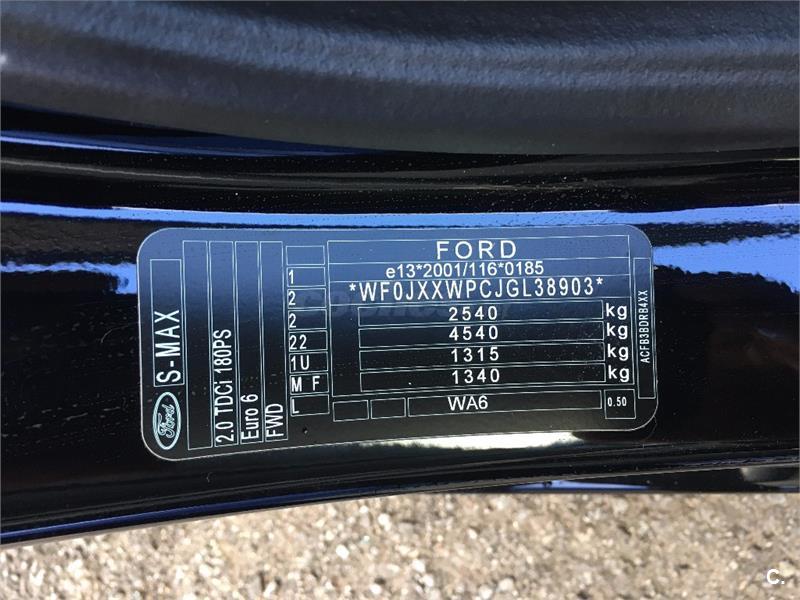 FORD
e13*2001/116*0185
*WF0JXXWPCJGL38903*
2540 kg
4540 kg
1315 kg
1340 kg
WA6 0.50
ACFB3BDRB4XX
1
2
2
22
1U
M F
L
FWD
Euro 6
2.0 TDCi 180PS
S-MAX
Ford
C.